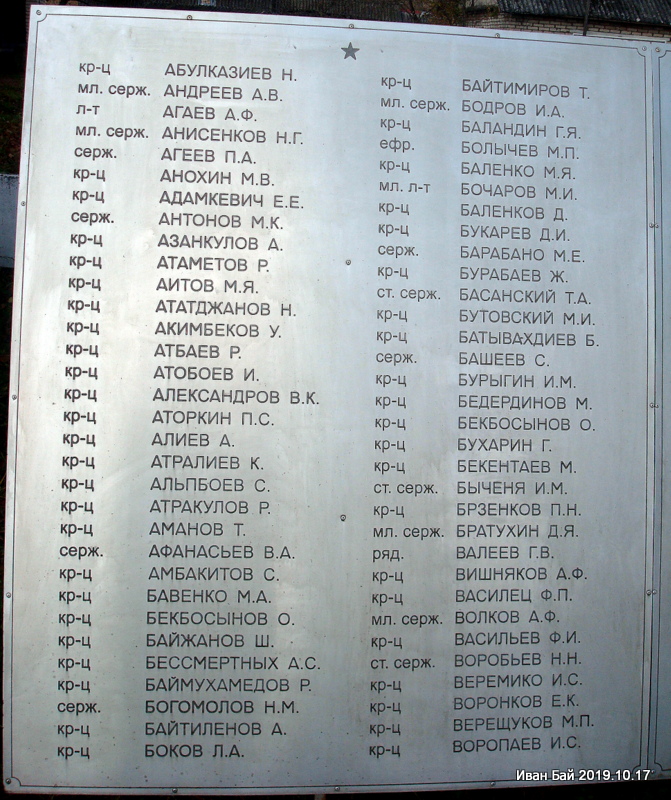 кр-ц АБУЛКАЗИЕВ Н.
мл. серж. АНДРЕЕВ А.В.
л-т АГАЕВ А.Ф.
мл. серж. АНИСЕНКОВ Н.Г.
серж. АГЕЕВ П.А.
кр-ц АНОХИН М.В.
кр-ц АДАМКЕВИЧ Е.Е.
серж. АНТОНОВ М.К.
кр-ц АЗАНКУЛОВ А.
кр-ц АТАМЕТОВ Р.
кр-ц АИТОВ М.Я.
кр-ц АТАТДЖАНОВ Н.
кр-ц АКИМБЕКОВ У.
кр-ц АТБАЕВ Р.
кр-ц АТОБОЕВ И.
кр-ц АЛЕКСАНДРОВ В.К.
кр-ц АТОРКИН П.С.
кр-ц АЛИЕВ А.
кр-ц АТРАЛИЕВ К.
кр-ц АЛЬПБОЕВ С.
кр-ц АТРАКУЛОВ Р.
кр-ц АМАНОВ Т.
серж. АФАНАСЬЕВ В.А.
кр-ц АМБАКИТОВ С.
кр-ц БАВЕНКО М.А.
кр-ц БЕКБОСЫНОВ О.
кр-ц БАЙЖАНОВ Ш.
кр-ц БЕССМЕРТНЫХ А.С.
кр-ц БАЙМУХАМЕДОВ Р.
серж. БОГОМОЛОВ Н.М.
кр-ц БАЙТИЛЕНОВ А.
кр-ц БОКОВ Л.А.
кр-ц БАЙТИМИРОВ Т.
мл. серж. БОДРОВ И.А.
кр-ц БАЛАНДИН Г.Я.
ефр. БОЛЫЧЕВ М.П.
кр-ц БАЛЕНКО М.Я.
мл. л-т БОЧАРОВ М.И.
кр-ц БАЛЕНКОВ Д.
кр-ц БУКАРЕВ Д.И.
серж. БАРАБАНО М.Е.
кр-ц БУРАБАЕВ Ж.
ст. серж. БАСАНСКИЙ Т.А.
кр-ц БУТОВСКИЙ М.И.
кр-ц БАТЫВАХДИЕВ Б.
серж. БАШЕЕВ С.
кр-ц БУРЫГИН И.М.
кр-ц БЕДЕРДИНОВ М.
кр-ц БЕКБОСЫНОВ О.
кр-ц БУХАРИН Г.
кр-ц БЕКЕНТАЕВ М.
ст. серж. БЫЧЕНЯ И.М.
кр-ц БРЗЕНКОВ П.Н.
мл. серж. БРАТУХИН Д.Я.
ряд. ВАЛЕЕВ Г.В.
кр-ц ВИШНЯКОВ А.Ф.
кр-ц ВАСИЛЕЦ Ф.П.
мл. серж. ВОЛКОВ А.Ф.
кр-ц ВАСИЛЬЕВ Ф.И.
ст. серж. ВОРОБЬЕВ Н.Н.
кр-ц ВЕРЕМИКО И.С.
кр-ц ВОРОНКОВ Е.К.
кр-ц ВЕРЕЩУКОВ М.П.
кр-ц ВОРОПАЕВ И.С.
Иван Бай 2019.10.17